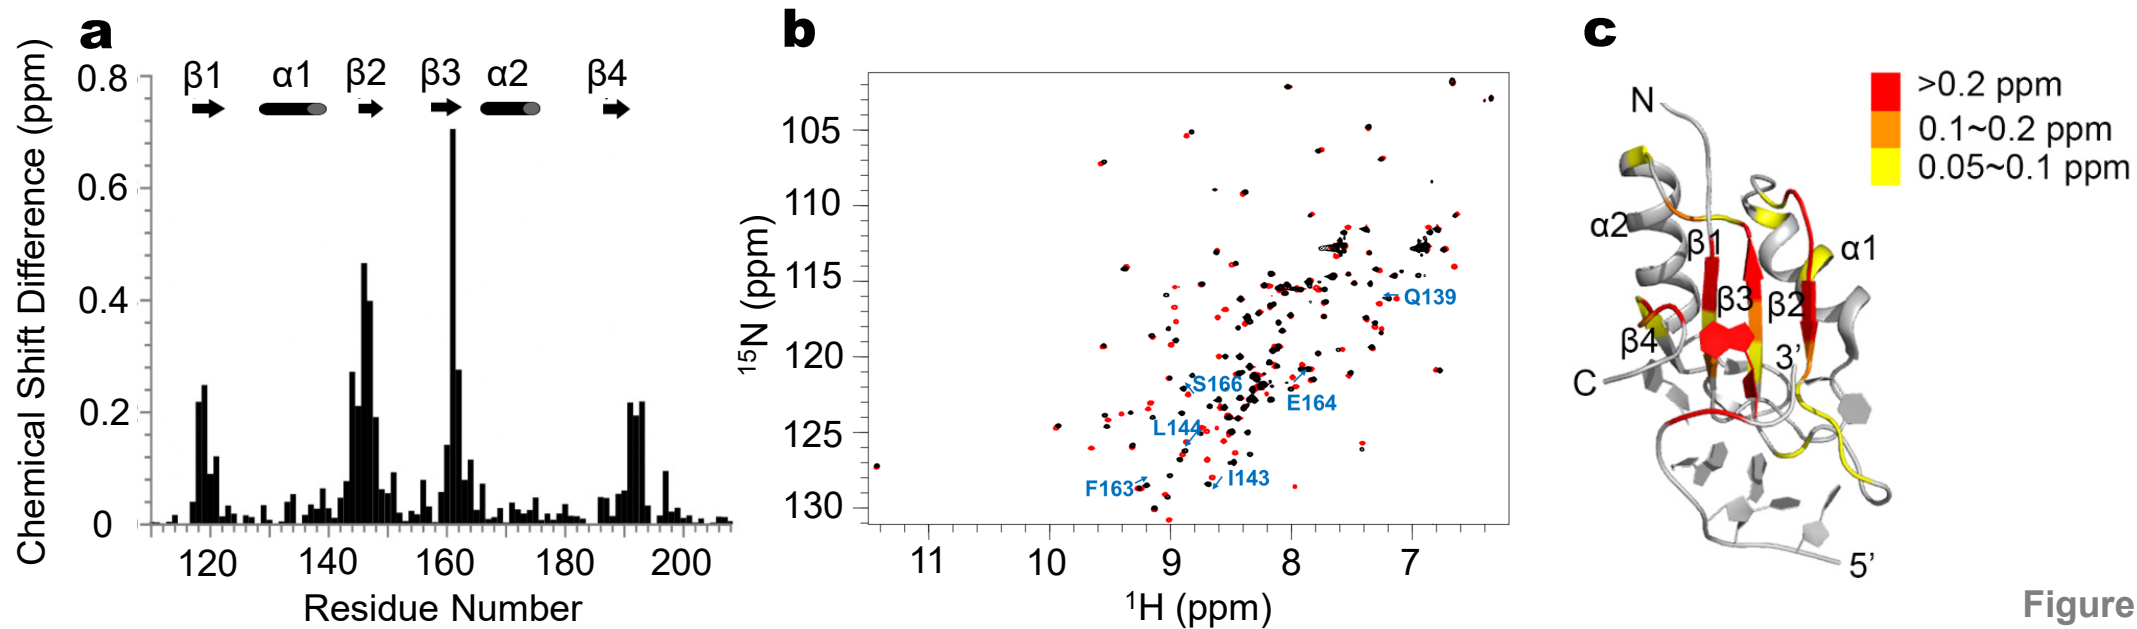 a
Chemical Shift Difference (ppm)
0.8
0.6
0.4
0.2
0
β1 α1 β2 β3 α2 β4
120 140 160 180 200
Residue Number
b
15N (ppm)
105
110
115
120
125
130
Q139
S166
E164
L144
I143
F163
11 10 9 8 7
1H (ppm)
c
>0.2 ppm
0.1~0.2 ppm
0.05~0.1 ppm
N
α2
β1
α1
β3
β2
β4
3’
C
5’
Figure